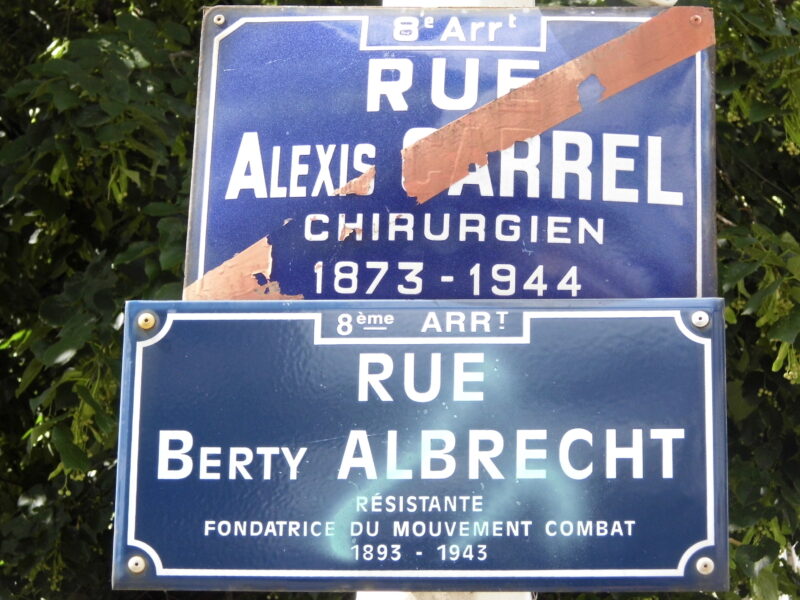 8e Arrt
RUE
ALEXIS CARREL
CHIRURGIEN
1873 - 1944
8ème ARRT
RUE
BERTY ALBRECHT
RÉSISTANTE
FONDATRICE DU MOUVEMENT COMBAT
1893 - 1943